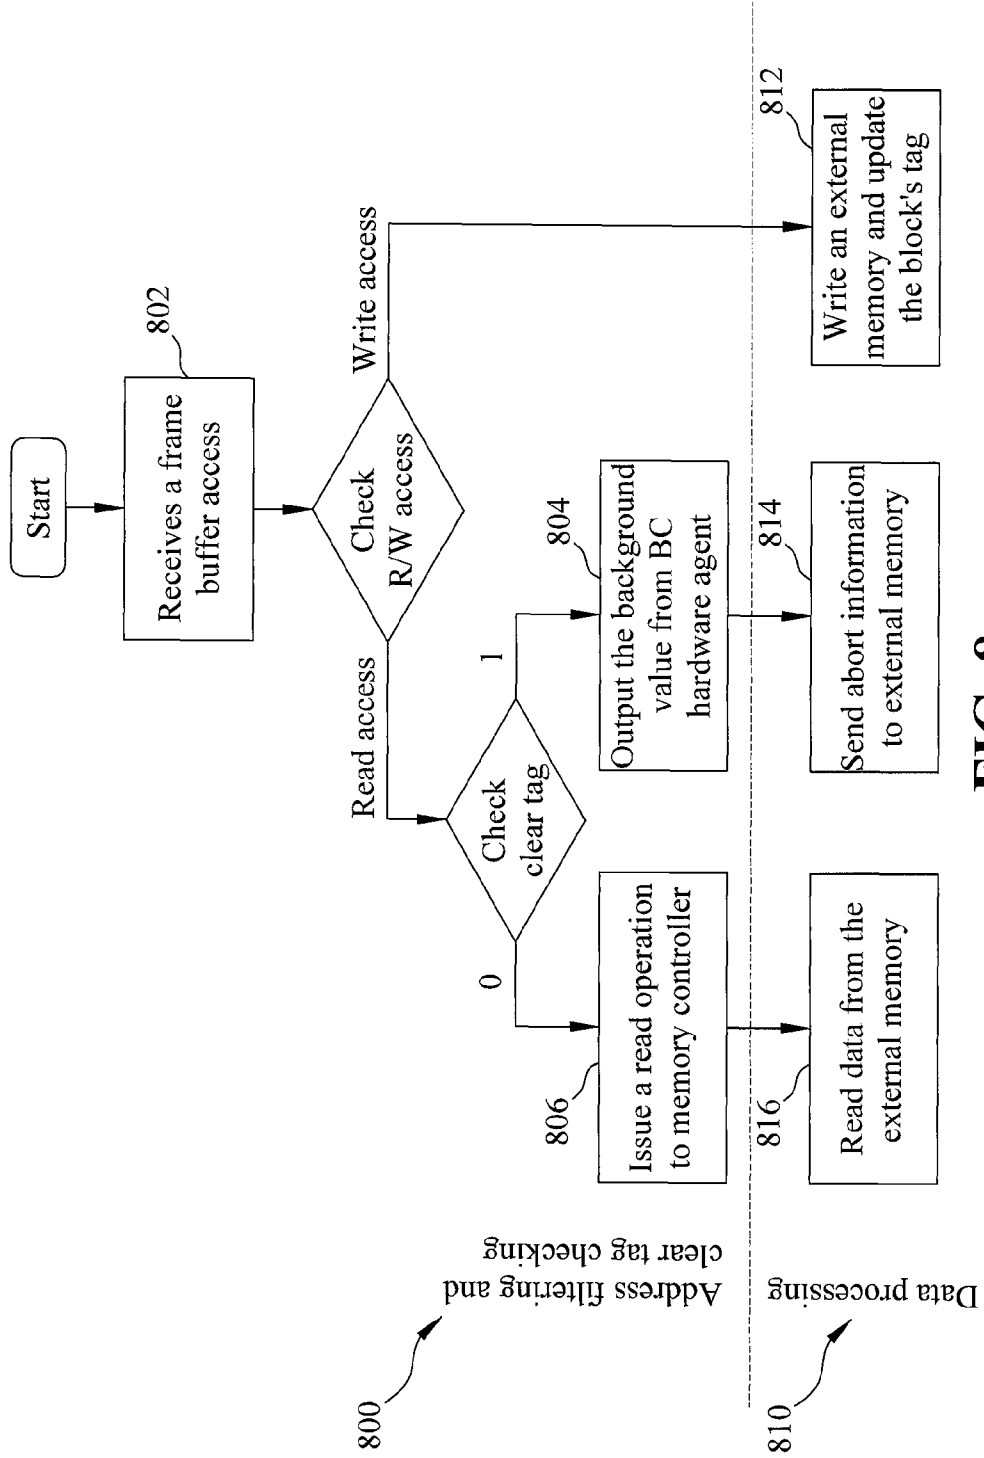 Start
802
Receives a frame
buffer access
Check
R/W access
Read access
Write access
Check
clear tag
0
1
806
Issue a read operation
to memory controller
804
Output the background
value from BC
hardware agent
800
Address filtering and
clear tag checking
816
Read data from the
external memory
814
Send abort information
to external memory
812
Write an external
memory and update
the block's tag
810
Data processing